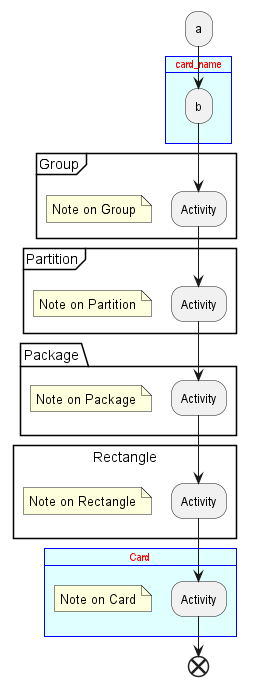 a
card_name
b
Group
Note on Group
Activity
Partition
Note on Partition
Activity
Package
Note on Package
Activity
Rectangle
Note on Rectangle
Activity
Card
Note on Card
Activity